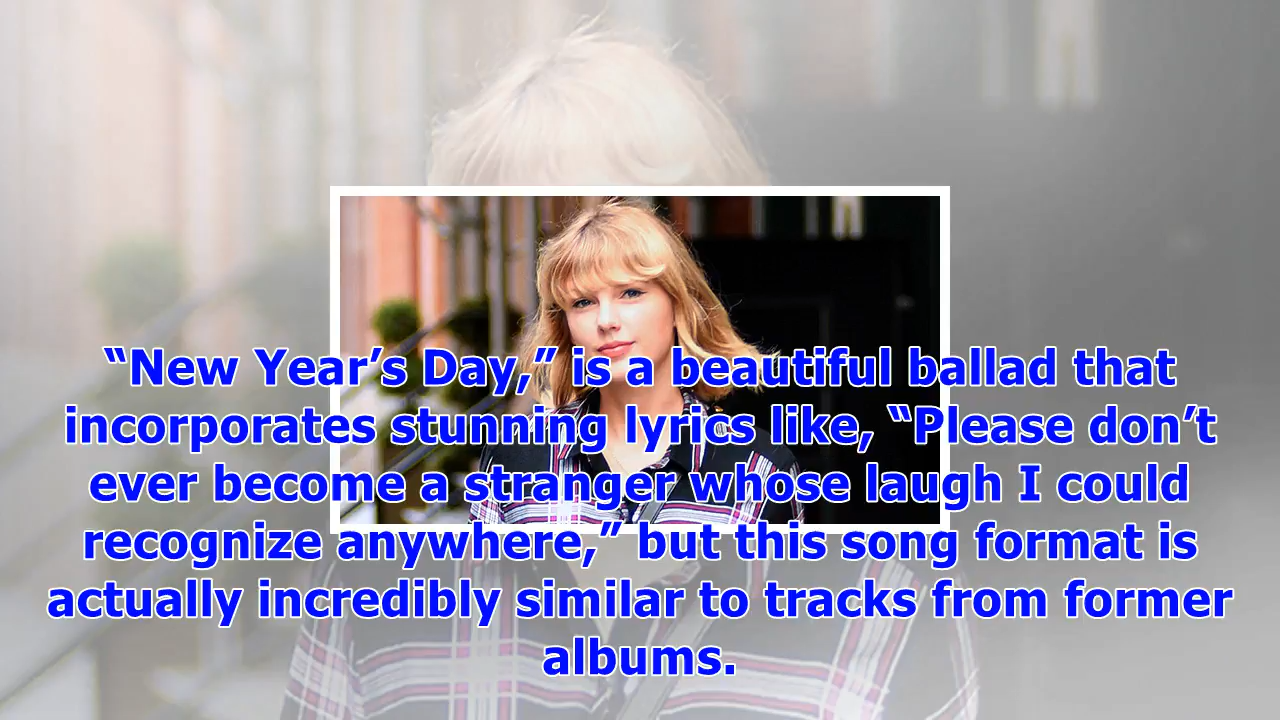 “New Year’s Day,” is a beautiful ballad that
incorporates stunning lyrics like, “Please don’t
ever become a stranger whose laugh I could
recognize anywhere,” but this song format is
actually incredibly similar to tracks from former
albums.